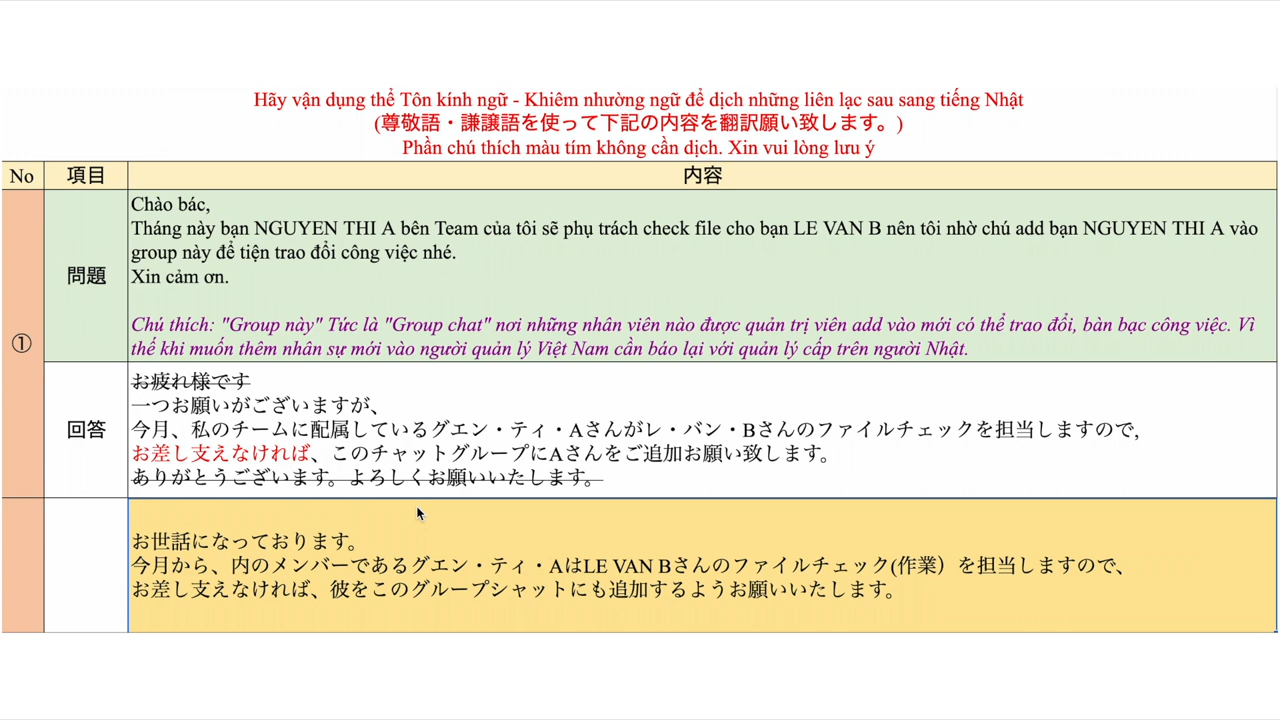 Hãy vận dụng thể Tôn kính ngữ - Khiêm nhường ngữ để dịch những liên lạc sau sang tiếng Nhật
(尊敬語・謙譲語を使って下記の内容を翻訳願い致します。)
Phần chú thích màu tím không cần dịch. Xin vui lòng lưu ý
No 項目 内容
①
問題
Chào bác,
Tháng này bạn NGUYEN THI A bên Team của tôi sẽ phụ trách check file cho bạn LE VAN B nên tôi nhờ chú add bạn NGUYEN THI A vào
group này để tiện trao đổi công việc nhé.
Xin cảm ơn.
Chú thích: "Group này" Tức là "Group chat" nơi những nhân viên nào được quản trị viên add vào mới có thể trao đổi, bàn bạc công việc. Vì
thế khi muốn thêm nhân sự mới vào người quản lý Việt Nam cần báo lại với quản lý cấp trên người Nhật.
回答
お疲れ様です
一つお願いがございますが、
今月、私のチームに配属しているグエン・ティ・Aさんがレ・バン・Bさんのファイルチェックを担当しますので,
お差し支えなければ、このチャットグループにAさんをご追加お願い致します。
ありがとうございます。よろしくお願いいたします。
お世話になっております。
今月から、内のメンバーであるグエン・ティ・AはLE VAN Bさんのファイルチェック(作業）を担当しますので、
お差し支えなければ、彼をこのグループシャットにも追加するようお願いいたします。